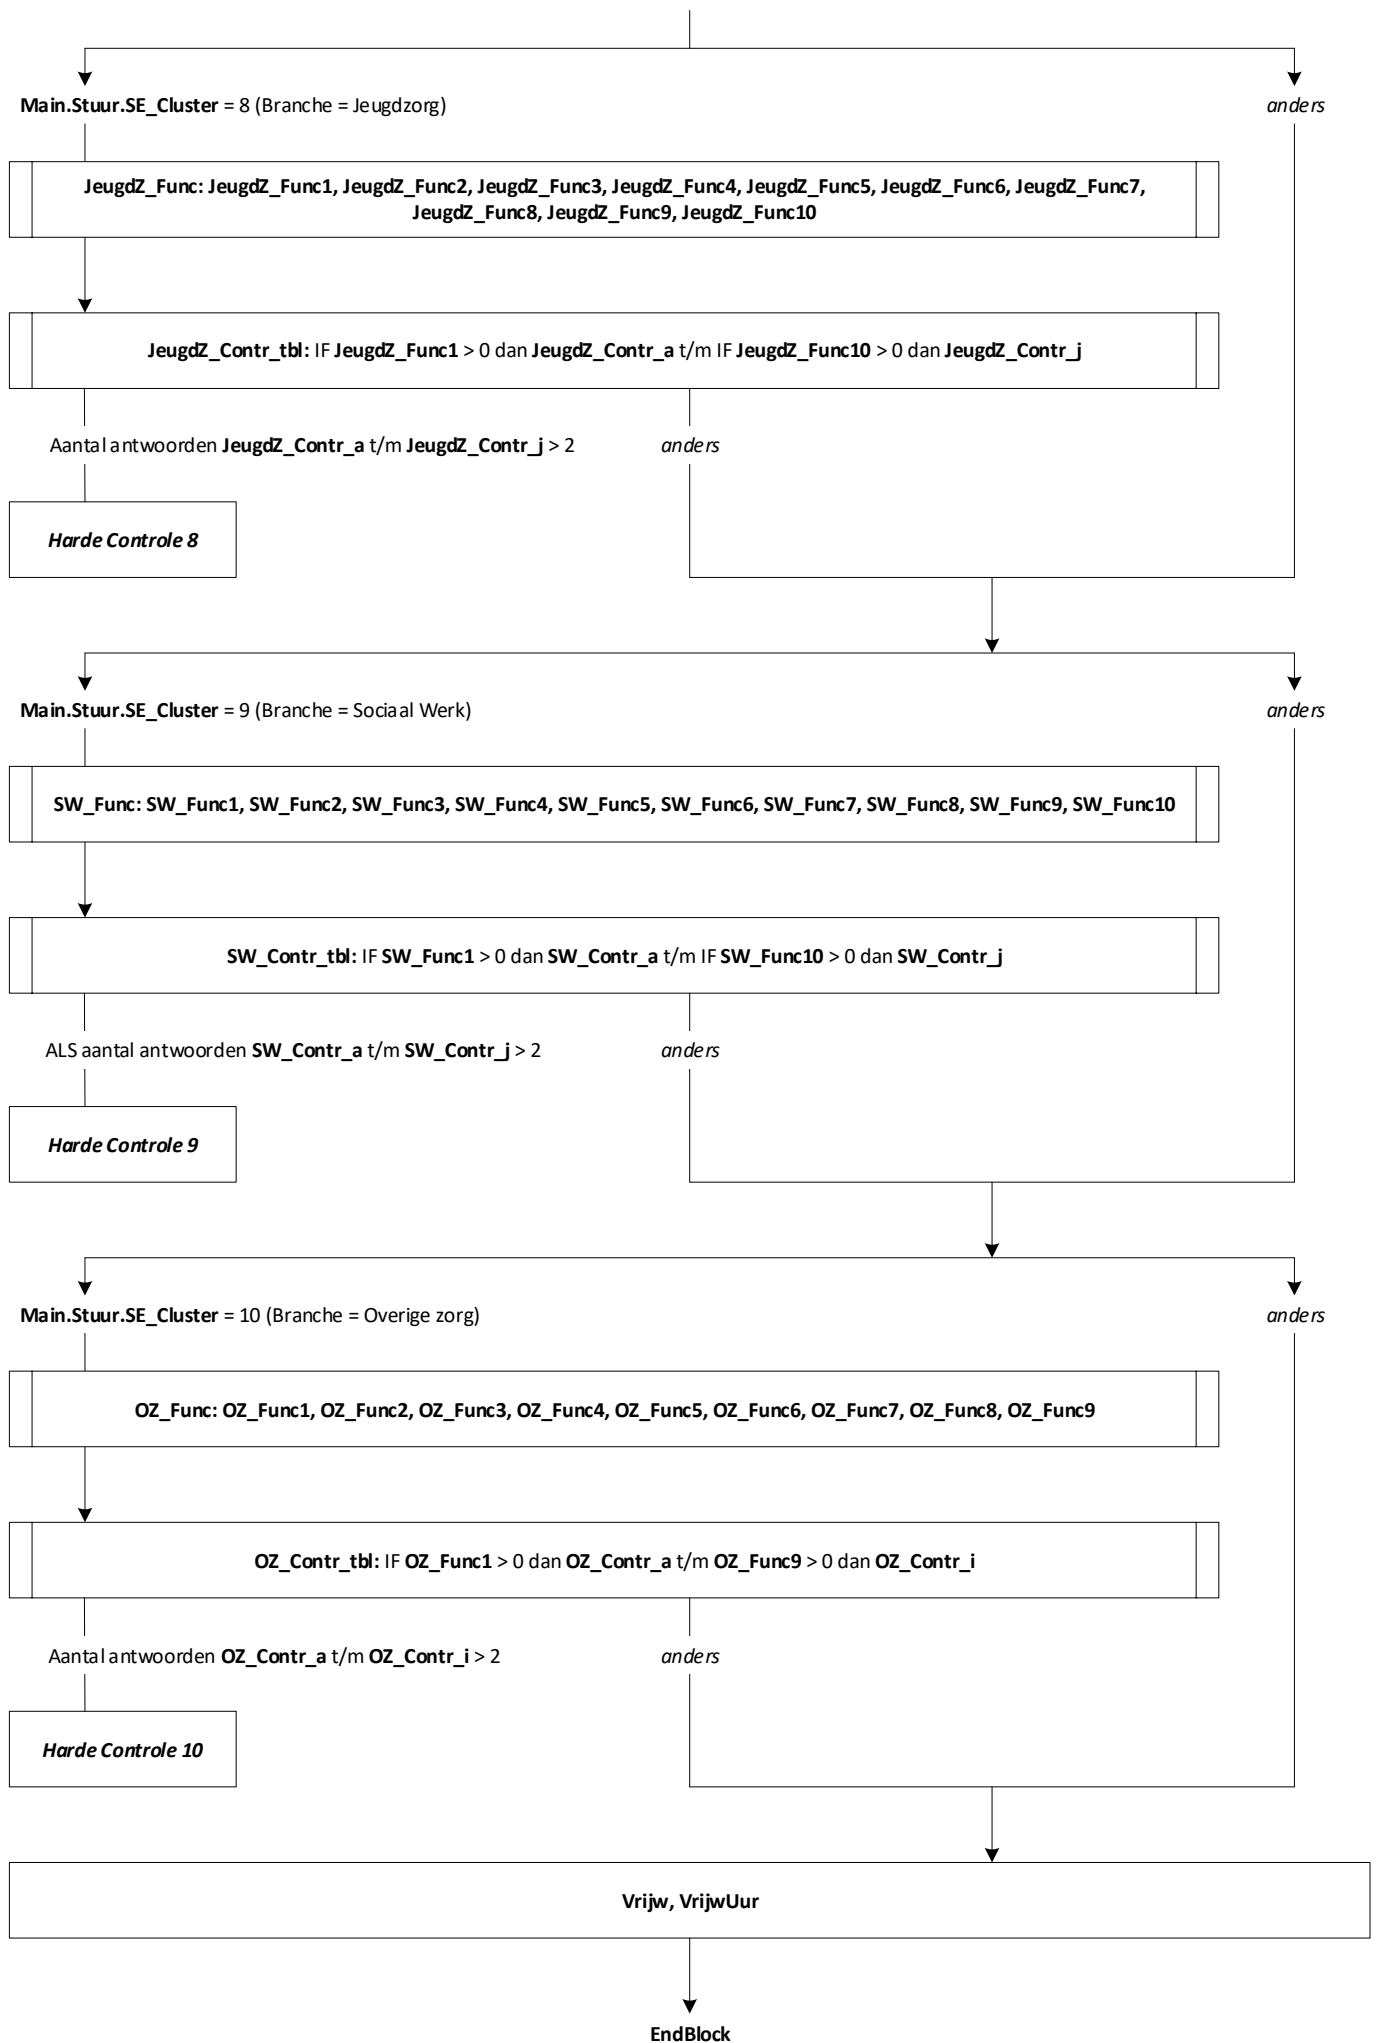 Main.Stuur.SE_Cluster = 8 (Branche = Jeugdzorg)
anders
JeugdZ_Func: JeugdZ_Func1, JeugdZ_Func2, JeugdZ_Func3, JeugdZ_Func4, JeugdZ_Func5, JeugdZ_Func6, JeugdZ_Func7,
JeugdZ_Func8, JeugdZ_Func9, JeugdZ_Func10
JeugdZ_Contr_tbl: IF JeugdZ_Func1 > 0 dan JeugdZ_Contr_a t/m IF JeugdZ_Func10 > 0 dan JeugdZ_Contr_j
Aantal antwoorden JeugdZ_Contr_a t/m JeugdZ_Contr_j > 2
anders
Harde Controle 8
Main.Stuur.SE_Cluster = 9 (Branche = Sociaal Werk)
anders
SW_Func: SW_Func1, SW_Func2, SW_Func3, SW_Func4, SW_Func5, SW_Func6, SW_Func7, SW_Func8, SW_Func9, SW_Func10
SW_Contr_tbl: IF SW_Func1 > 0 dan SW_Contr_a t/m IF SW_Func10 > 0 dan SW_Contr_j
ALS aantal antwoorden SW_Contr_a t/m SW_Contr_j > 2
anders
Harde Controle 9
Main.Stuur.SE_Cluster = 10 (Branche = Overige zorg)
anders
OZ_Func: OZ_Func1, OZ_Func2, OZ_Func3, OZ_Func4, OZ_Func5, OZ_Func6, OZ_Func7, OZ_Func8, OZ_Func9
OZ_Contr_tbl: IF OZ_Func1 > 0 dan OZ_Contr_a t/m OZ_Func9 > 0 dan OZ_Contr_i
Aantal antwoorden OZ_Contr_a t/m OZ_Contr_i > 2
anders
Harde Controle 10
Vrijw, VrijwUur
EndBlock